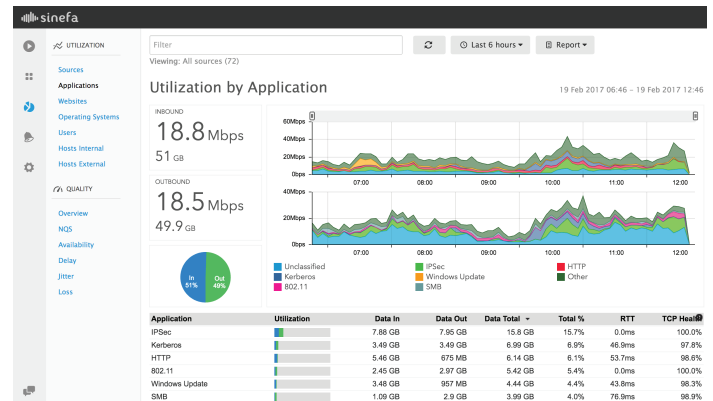 sinefa
UTILIZATION
Sources
Applications
Websites
Operating Systems
Users
Hosts Internal
Hosts External
QUALITY
Overview
NQS
Availability
Delay
Jitter
Loss
Filter
Last 6 hours
Report
Viewing: All sources (72)
Utilization by Application
19 Feb 2017 06:46 - 19 Feb 2017 12:46
INBOUND
18.8 Mbps
51 GB
OUTBOUND
18.5 Mbps
49.9 GB
In 51%
Out 49%
60Mbps
40Mbps
20Mbps
0bps
07:00 08:00 09:00 10:00 11:00 12:00
40Mbps
20Mbps
0bps
07:00 08:00 09:00 10:00 11:00 12:00
Unclassified IPSec HTTP
Kerberos Windows Update Other
802.11 SMB
Application Utilization Data In Data Out Data Total Total % RTT TCP Health
IPSec 7.88 GB 7.95 GB 15.8 GB 15.7% 0.0ms 100.0%
Kerberos 3.49 GB 3.49 GB 6.99 GB 6.9% 46.9ms 97.8%
HTTP 5.46 GB 675 MB 6.14 GB 6.1% 53.7ms 98.6%
802.11 2.45 GB 2.97 GB 5.42 GB 5.4% 0.0ms 100.0%
Windows Update 3.48 GB 957 MB 4.44 GB 4.4% 43.8ms 98.3%
SMB 1.09 GB 2.9 GB 3.99 GB 4.0% 76.9ms 98.9%